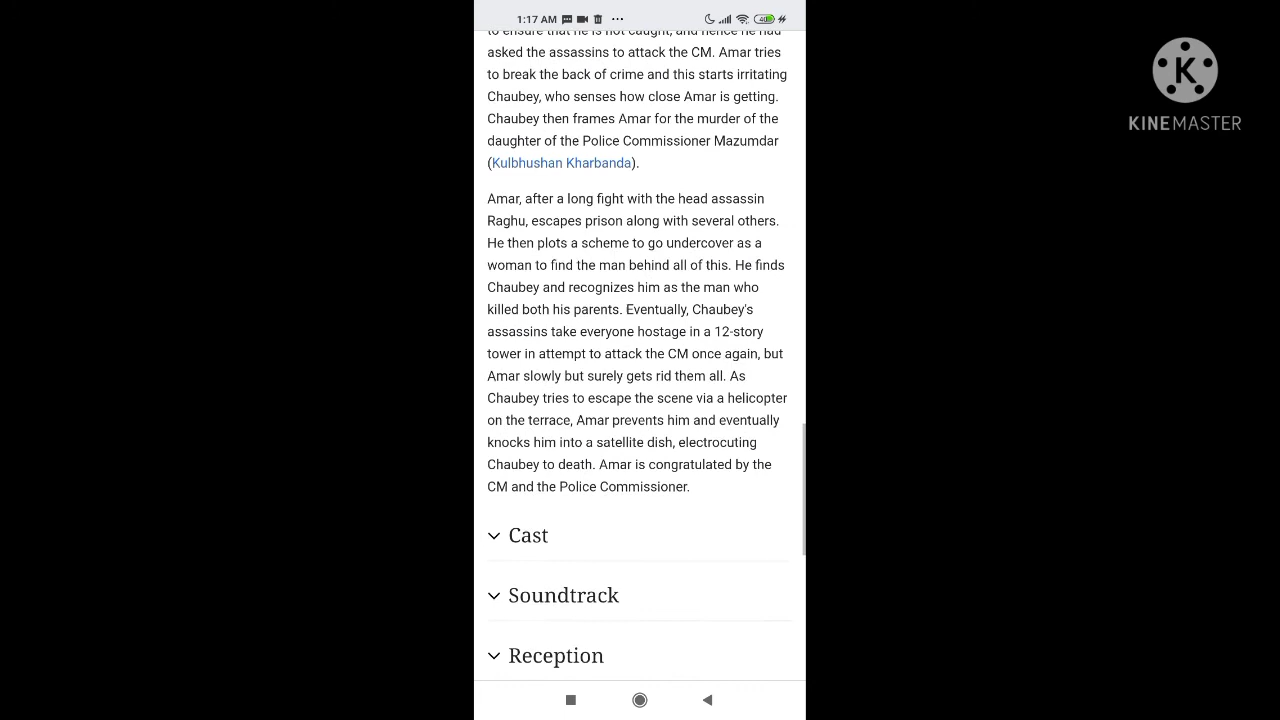 1:17 AM
40
to ensure that he is not caught, and hence he had
asked the assassins to attack the CM. Amar tries
to break the back of crime and this starts irritating
Chaubey, who senses how close Amar is getting.
Chaubey then frames Amar for the murder of the
daughter of the Police Commissioner Mazumdar
(Kulbhushan Kharbanda).
Amar, after a long fight with the head assassin
Raghu, escapes prison along with several others.
He then plots a scheme to go undercover as a
woman to find the man behind all of this. He finds
Chaubey and recognizes him as the man who
killed both his parents. Eventually, Chaubey's
assassins take everyone hostage in a 12-story
tower in attempt to attack the CM once again, but
Amar slowly but surely gets rid them all. As
Chaubey tries to escape the scene via a helicopter
on the terrace, Amar prevents him and eventually
knocks him into a satellite dish, electrocuting
Chaubey to death. Amar is congratulated by the
CM and the Police Commissioner.
Cast
Soundtrack
Reception
K
KINEMASTER